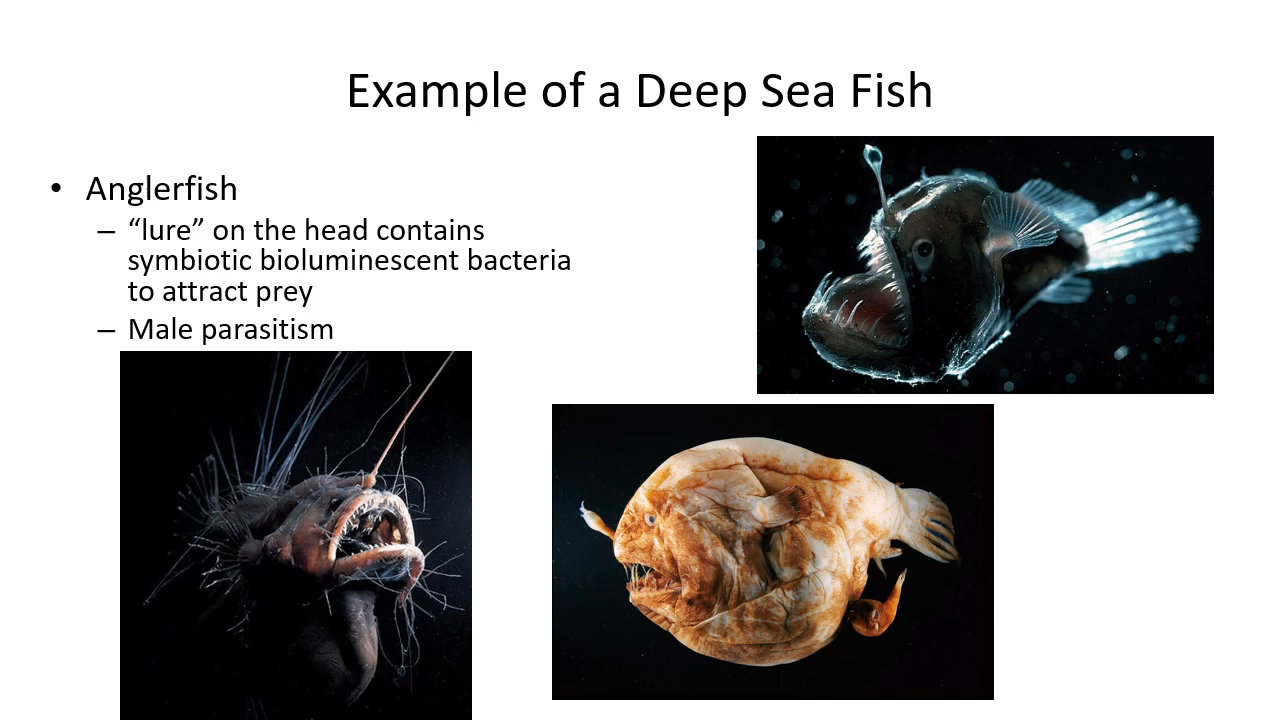 Example of a Deep Sea Fish
• Anglerfish
– “lure” on the head contains
symbiotic bioluminescent bacteria
to attract prey
– Male parasitism